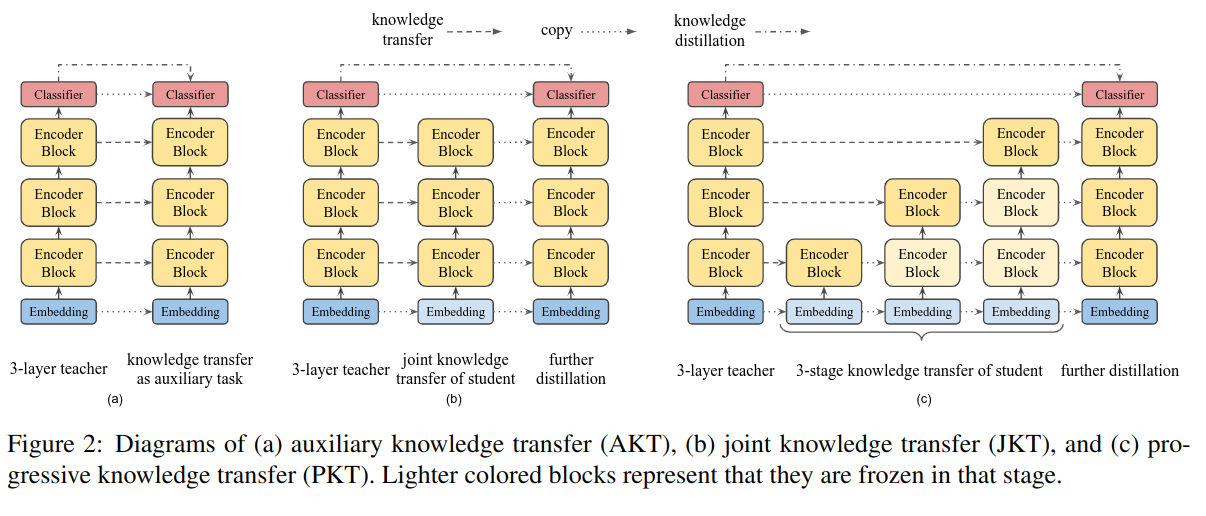 knowledge
transfer
copy
knowledge
distillation
Classifier
Encoder
Block
Encoder
Block
Encoder
Block
Embedding
Classifier
Encoder
Block
Encoder
Block
Encoder
Block
Embedding
3-layer teacher
knowledge transfer
as auxiliary task
(a)
Classifier
Encoder
Block
Encoder
Block
Encoder
Block
Embedding
Encoder
Block
Encoder
Block
Encoder
Block
Embedding
Classifier
Encoder
Block
Encoder
Block
Encoder
Block
Embedding
3-layer teacher
joint knowledge
transfer of student
further
distillation
(b)
Classifier
Encoder
Block
Encoder
Block
Encoder
Block
Embedding
Encoder
Block
Embedding
Encoder
Block
Encoder
Block
Embedding
Encoder
Block
Encoder
Block
Encoder
Block
Embedding
Classifier
Encoder
Block
Encoder
Block
Encoder
Block
Embedding
3-layer teacher
3-stage knowledge transfer of student
further distillation
(c)
Figure 2: Diagrams of (a) auxiliary knowledge transfer (AKT), (b) joint knowledge transfer (JKT), and (c) pro-
gressive knowledge transfer (PKT). Lighter colored blocks represent that they are frozen in that stage.